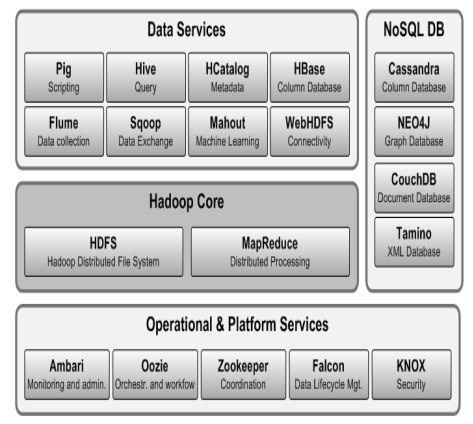 Data Services
Pig
Scripting
Hive
Query
HCatalog
Metadata
HBase
Column Database
Flume
Data collection
Sqoop
Data Exchange
Mahout
Machine Learning
WebHDFS
Connectivity
Hadoop Core
HDFS
Hadoop Distributed File System
MapReduce
Distributed Processing
NoSQL DB
Cassandra
Column Database
NEO4J
Graph Database
CouchDB
Document Database
Tamino
XML Database
Operational & Platform Services
Ambari
Monitoring and admin.
Oozie
Orchestr. and workfow
Zookeeper
Coordination
Falcon
Data Lifecycle Mgt.
KNOX
Security